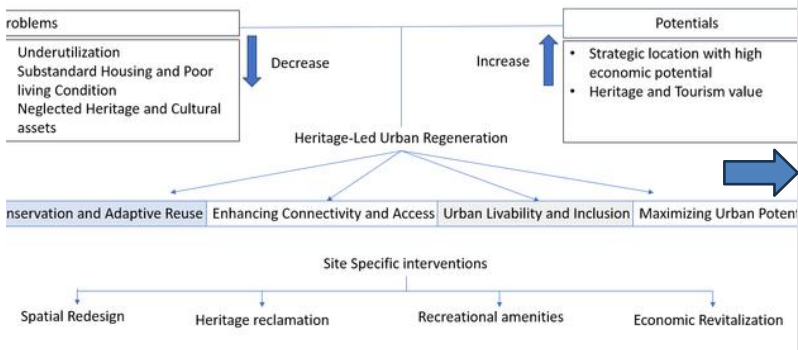 roblems
Potentials
Underutilization
Substandard Housing and Poor
living Condition
Neglected Heritage and Cultural
assets
Decrease
Increase
• Strategic location with high
economic potential
• Heritage and Tourism value
Heritage-Led Urban Regeneration
nservation and Adaptive Reuse
Enhancing Connectivity and Access
Urban Livability and Inclusion
Maximizing Urban Potent
Site Specific interventions
Spatial Redesign
Heritage reclamation
Recreational amenities
Economic Revitalization